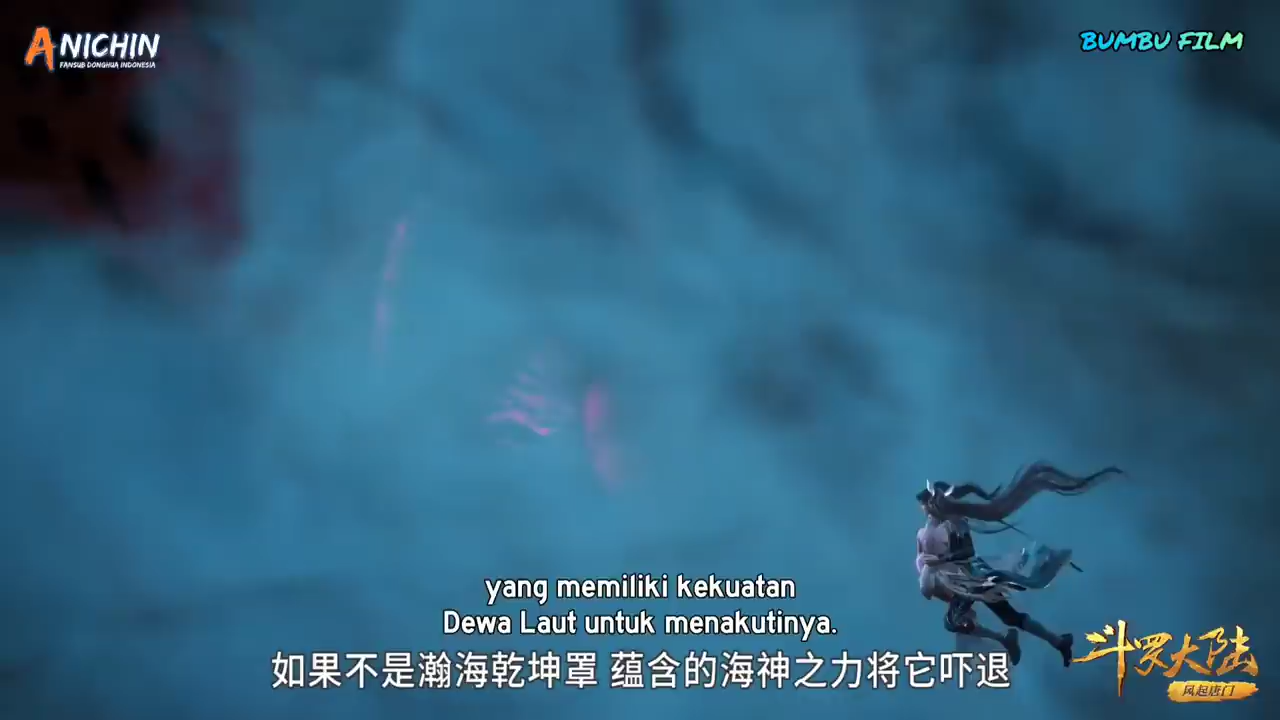 ANICHIN
FANSUB DONGHUA INDONESIA
BUMBU FILM
yang memiliki kekuatan
Dewa Laut untuk menakutinya.
如果不是瀚海乾坤罩 蕴含的海神之力将它吓退
斗罗大陆
风起唐门